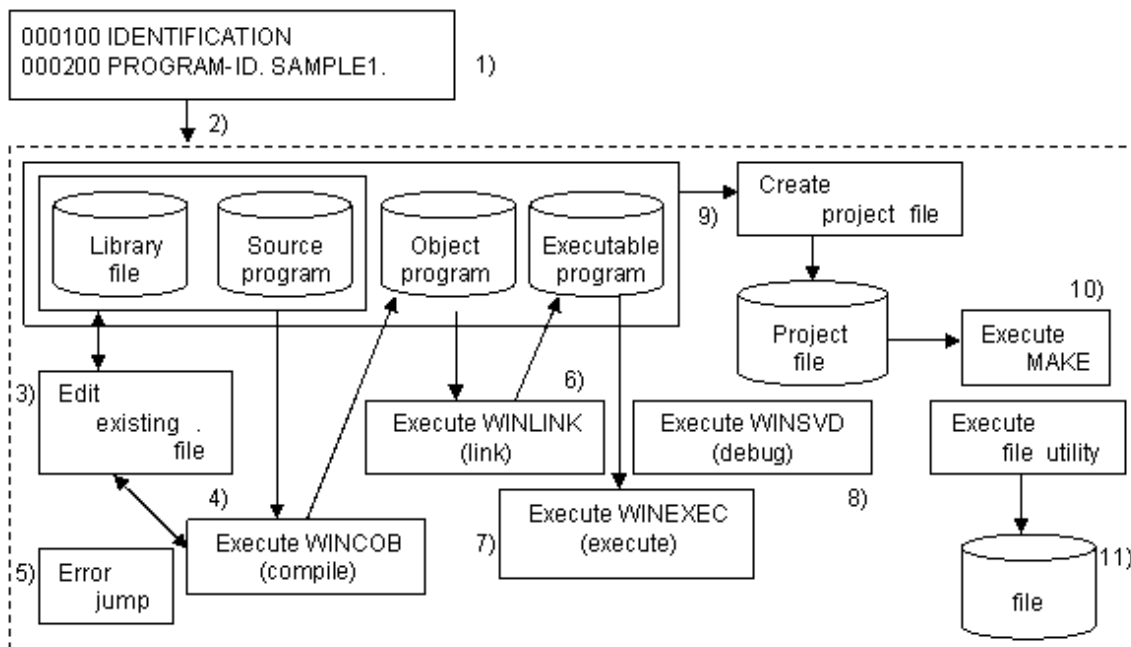 000100 IDENTIFICATION
000200 PROGRAM-ID. SAMPLE1.
1)
2)
Library
file
Source
program
Object
program
Executable
program
9)
Create
project file
Project
file
10)
Execute
MAKE
3)
Edit
existing .
file
6)
Execute WINLINK
(link)
Execute WINSVD
(debug)
8)
Execute
file utility
4)
Execute WINCOB
(compile)
7)
Execute WINEXEC
(execute)
5)
Error
jump
11)
file